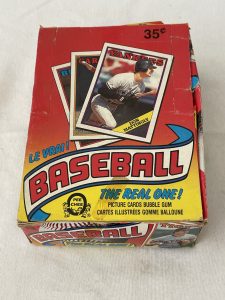 35¢
YANKEES
DON MATTINGLY
LE VRAI!
BASEBALL
THE REAL ONE!
O PEE CHEE
PICTURE CARDS BUBBLE GUM
CARTES ILLUSTRÉES GOMME BALLOUNE